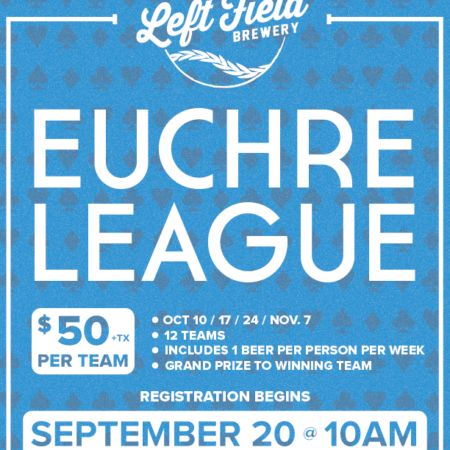 Left Field
BREWERY
EUCHRE
LEAGUE
$50 +TX
PER TEAM
• OCT 10 / 17 / 24 / NOV. 7
• 12 TEAMS
• INCLUDES 1 BEER PER PERSON PER WEEK
• GRAND PRIZE TO WINNING TEAM
REGISTRATION BEGINS
SEPTEMBER 20 @ 10AM